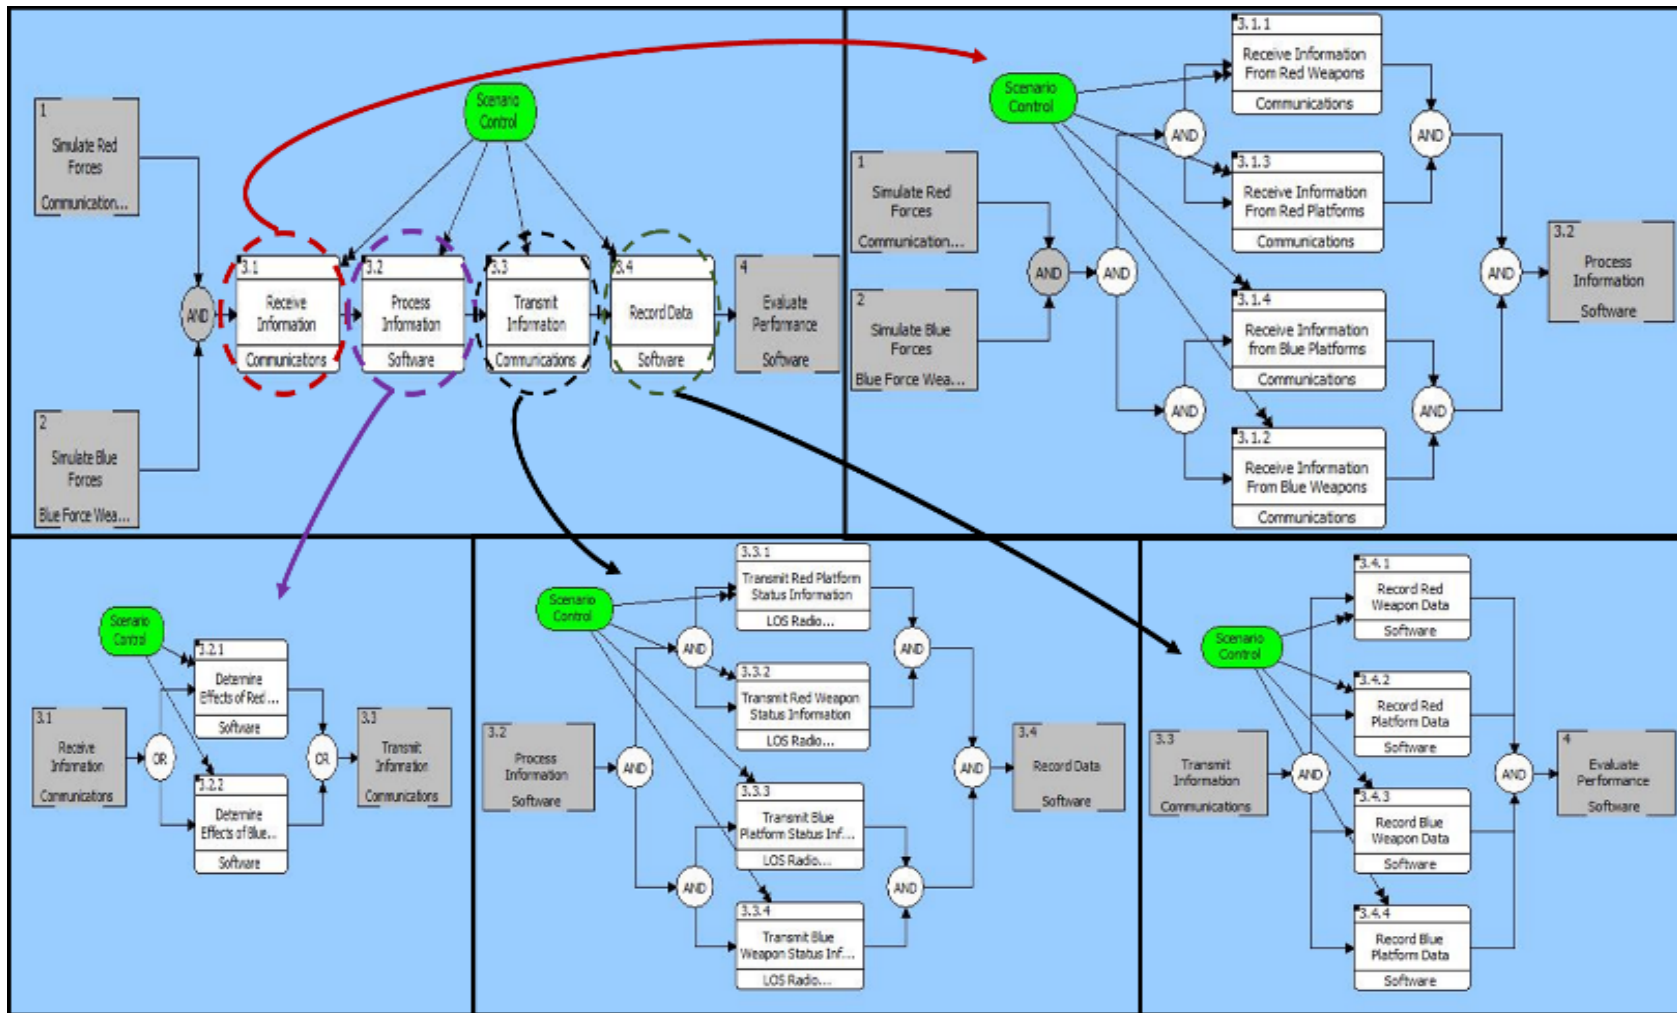 1
Simulate Red
Forces
Communication...
Scenario
Control
AND
3.1
Receive
Information
Communications
3.2
Process
Information
Software
3.3
Transmit
Information
Communications
3.4
Record Data
Software
4
Evaluate
Performance
Software
2
Simulate Blue
Forces
Blue Force Wea...
Scenario
Control
1
Simulate Red
Forces
Communication...
2
Simulate Blue
Forces
Blue Force Wea...
AND
AND
AND
AND
3.1.1
Receive Information
From Red Weapons
Communications
3.1.3
Receive Information
From Red Platforms
Communications
3.1.4
Receive Information
from Blue Platforms
Communications
3.1.2
Receive Information
From Blue Weapons
Communications
AND
AND
AND
3.2
Process
Information
Software
Scenario
Control
3.1
Receive
Information
Communications
OR
3.2.1
Determine
Effects of Red ...
Software
3.2.2
Determine
Effects of Blue...
Software
OR
3.3
Transmit
Information
Communications
Scenario
Control
3.2
Process
Information
Software
AND
AND
AND
3.3.1
Transmit Red Platform
Status Information
LOS Radio...
3.3.2
Transmit Red Weapon
Status Information
LOS Radio...
3.3.3
Transmit Blue
Platform Status Inf...
LOS Radio...
3.3.4
Transmit Blue
Weapon Status Inf...
LOS Radio...
AND
AND
AND
3.4
Record Data
Software
Scenario
Control
3.3
Transmit
Information
Communications
AND
3.4.1
Record Red
Weapon Data
Software
3.4.2
Record Red
Platform Data
Software
3.4.3
Record Blue
Weapon Data
Software
3.4.4
Record Blue
Platform Data
Software
AND
4
Evaluate
Performance
Software